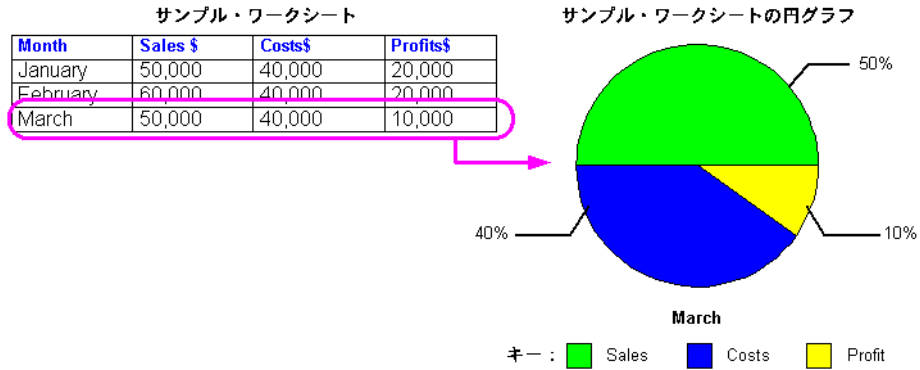 サンプル・ワークシート
Month Sales $ Costs$ Profits$
January 50,000 40,000 20,000
February 60,000 40,000 20,000
March 50,000 40,000 10,000
サンプル・ワークシートの円グラフ
50%
40%
10%
March
キー : Sales Costs Profit